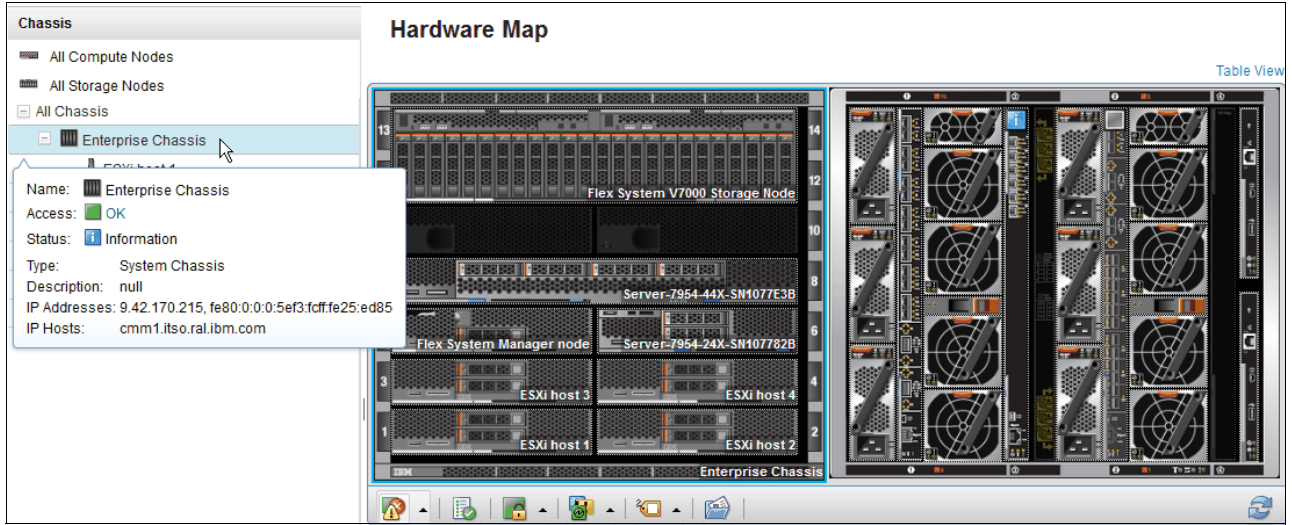 Chassis
All Compute Nodes
All Storage Nodes
All Chassis
Enterprise Chassis
ESXi host 1
Name: Enterprise Chassis
Access: OK
Status: Information
Type: System Chassis
Description: null
IP Addresses: 9.42.170.215, fe80:0:0:0:5ef3:fcff:fe25:ed85
IP Hosts: cmm1.itso.ral.ibm.com
Hardware Map
Table View
13
14
Flex System V7000 Storage Node
12
10
Server-7954-44X-SN1077E3B
8
Flex System Manager node
Server-7954-24X-SN107782B
6
3
ESXi host 3
ESXi host 4
4
1
ESXi host 1
ESXi host 2
2
IBM
Enterprise Chassis